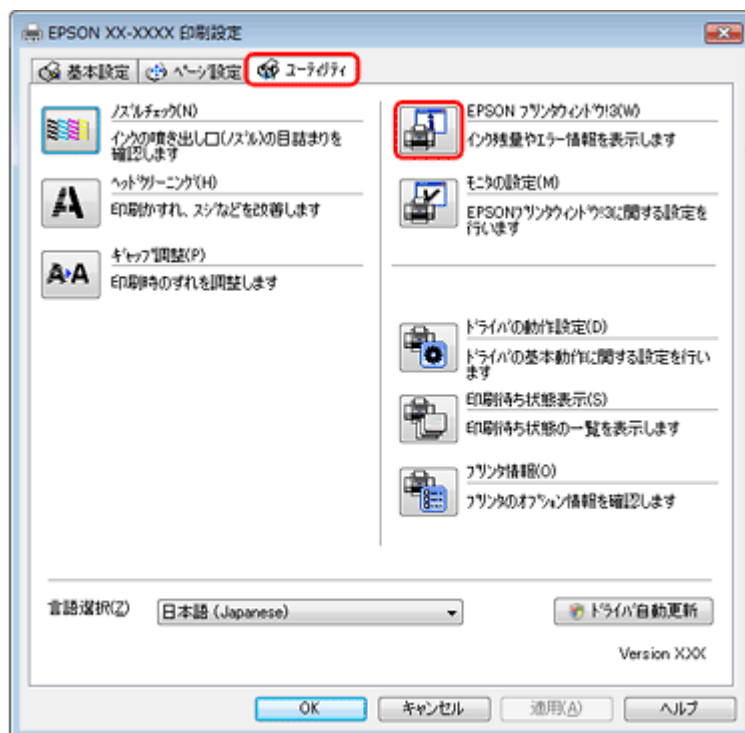 EPSON XX-XXXX 印刷設定
基本設定
ページ設定
ユーティリティ
ノズルチェック(N)
インクの噴き出し口(ノズル)の目詰まりを
確認します
ヘッドクリーニング(H)
印刷かすれ、スジなどを改善します
ギャップ調整(P)
印刷時のずれを調整します
EPSON プリンタウィンドウ!3(W)
インク残量やエラー情報を表示します
モニタの設定(M)
EPSONプリンタウィンドウ!3に関する設定を
行います
ドライバの動作設定(D)
ドライバの基本動作に関する設定を行い
ます
印刷待ち状態表示(S)
印刷待ち状態の一覧を表示します
プリンタ情報(O)
プリンタのオプション情報を確認します
言語選択(Z)
日本語 (Japanese)
ドライバ自動更新
Version X.XX
OK
キャンセル
適用(A)
ヘルプ